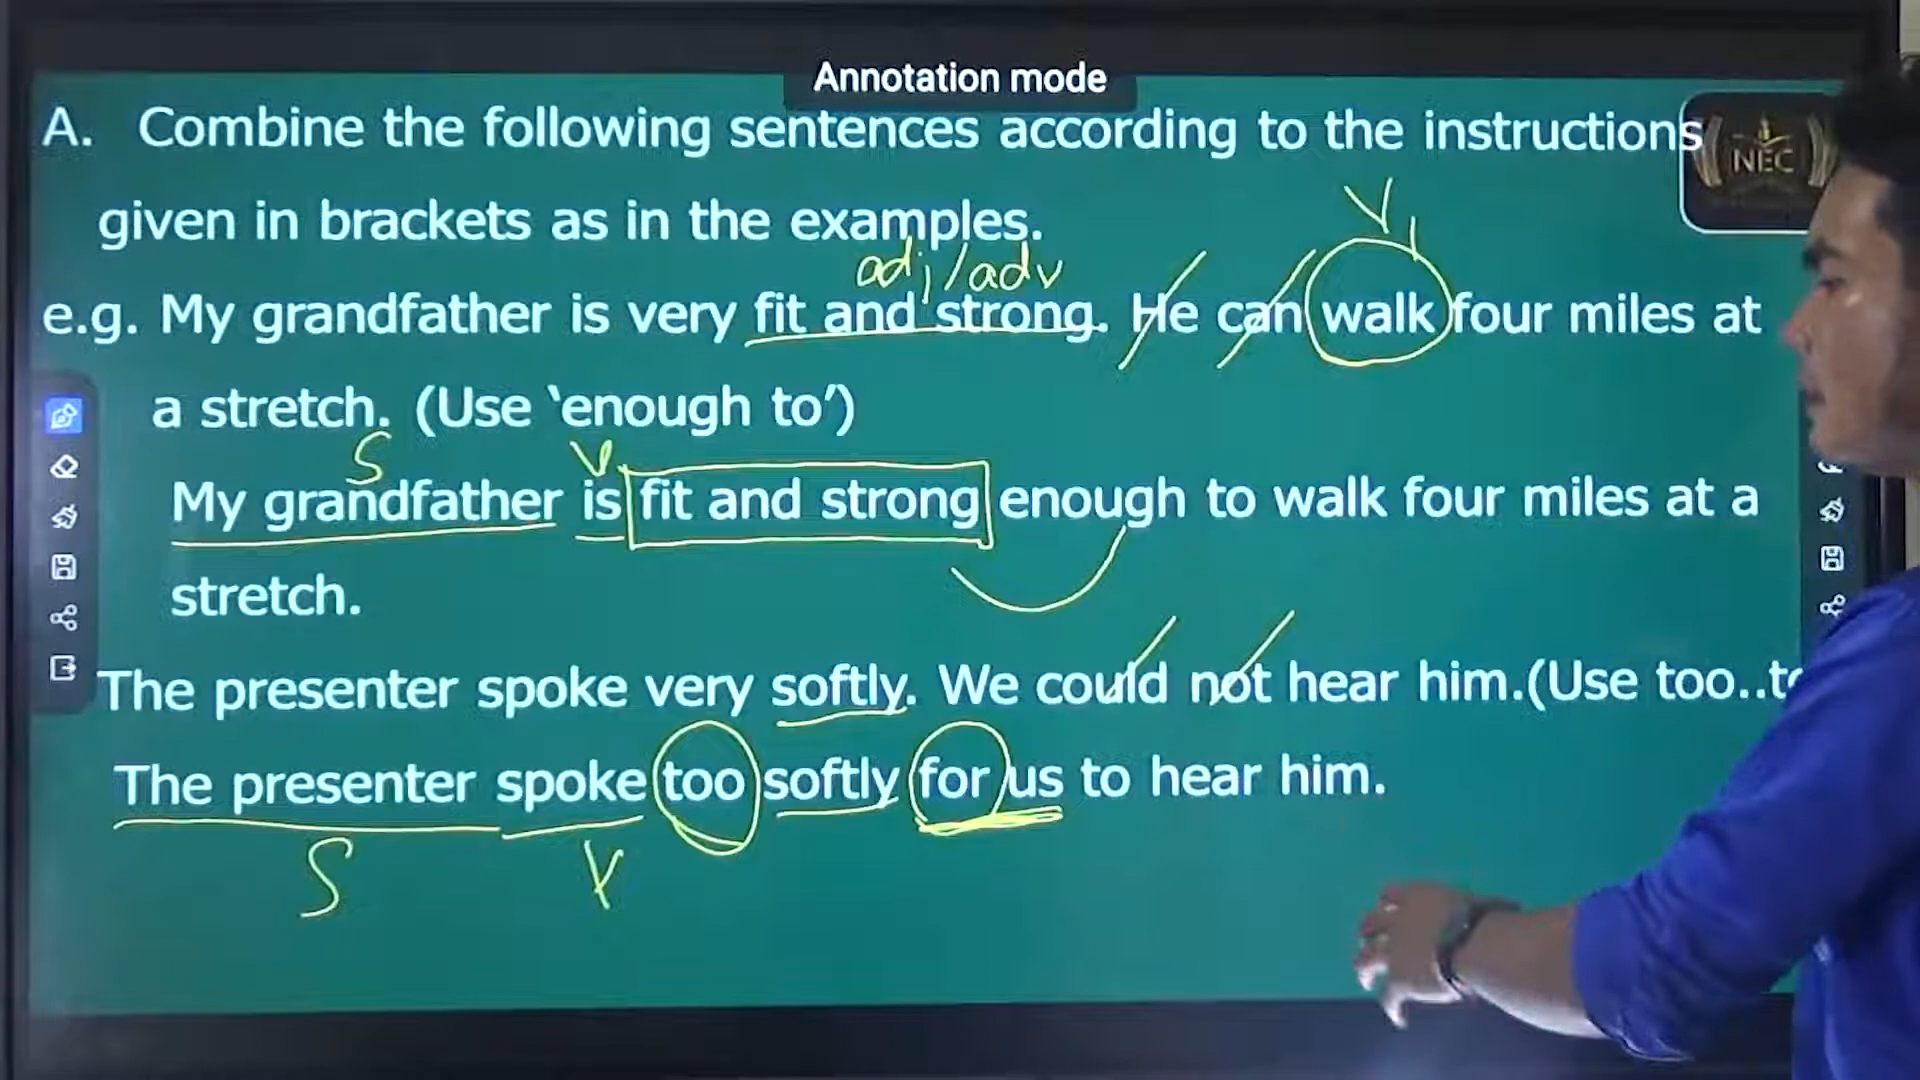 Annotation mode
A. Combine the following sentences according to the instructions
NEC
given in brackets as in the examples.
V1
adj/adv
e.g. My grandfather is very fit and strong. He can walk four miles at
a stretch. (Use ‘enough to’)
S V
My grandfather is fit and strong enough to walk four miles at a
stretch.
The presenter spoke very softly. We could not hear him.(Use too..to
The presenter spoke too softly for us to hear him.
S V